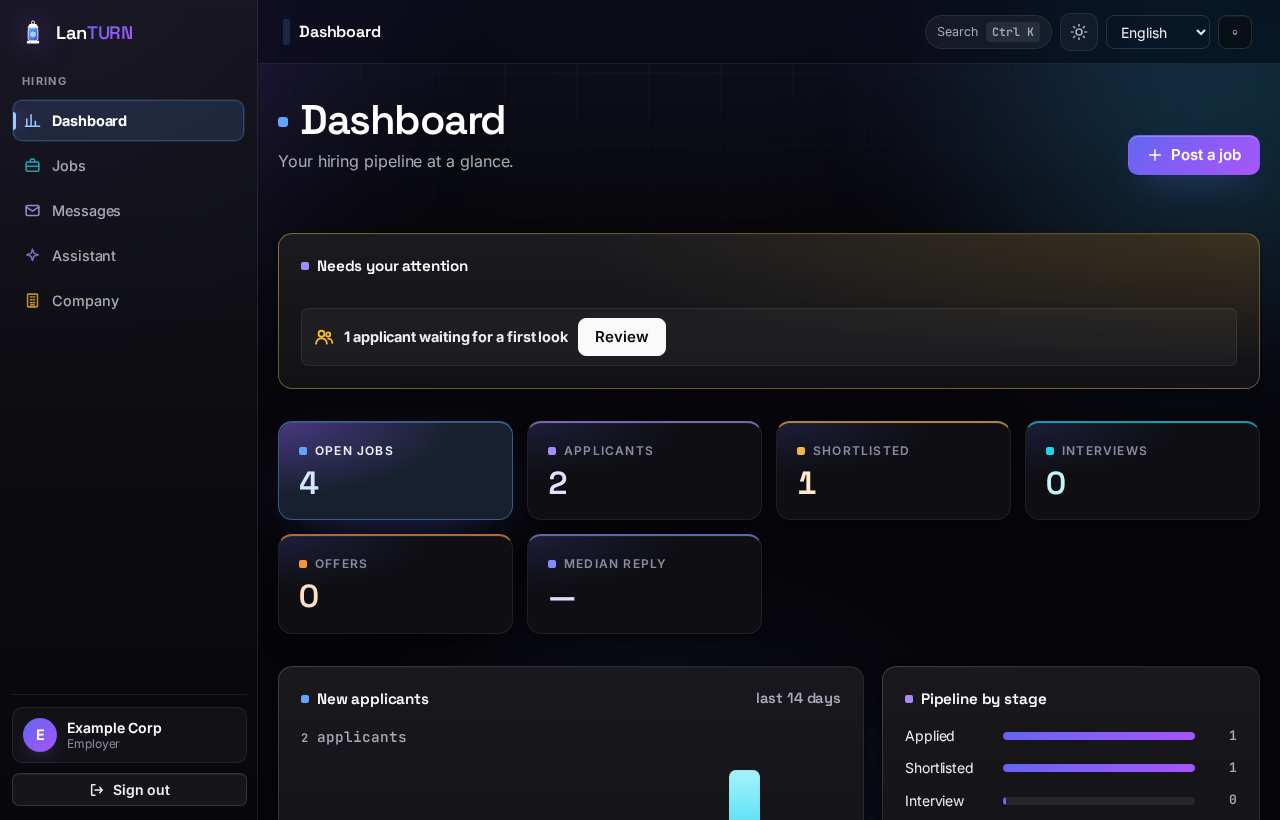 LanTURN
HIRING
Dashboard
Jobs
Messages
Assistant
Company
Example Corp
E
Employer
Sign out
Dashboard
Search Ctrl K
English
Dashboard
Your hiring pipeline at a glance.
Post a job
Needs your attention
1 applicant waiting for a first look
Review
OPEN JOBS
4
APPLICANTS
2
SHORTLISTED
1
INTERVIEWS
0
OFFERS
0
MEDIAN REPLY
—
New applicants
last 14 days
2 applicants
Pipeline by stage
Applied 1
Shortlisted 1
Interview 0